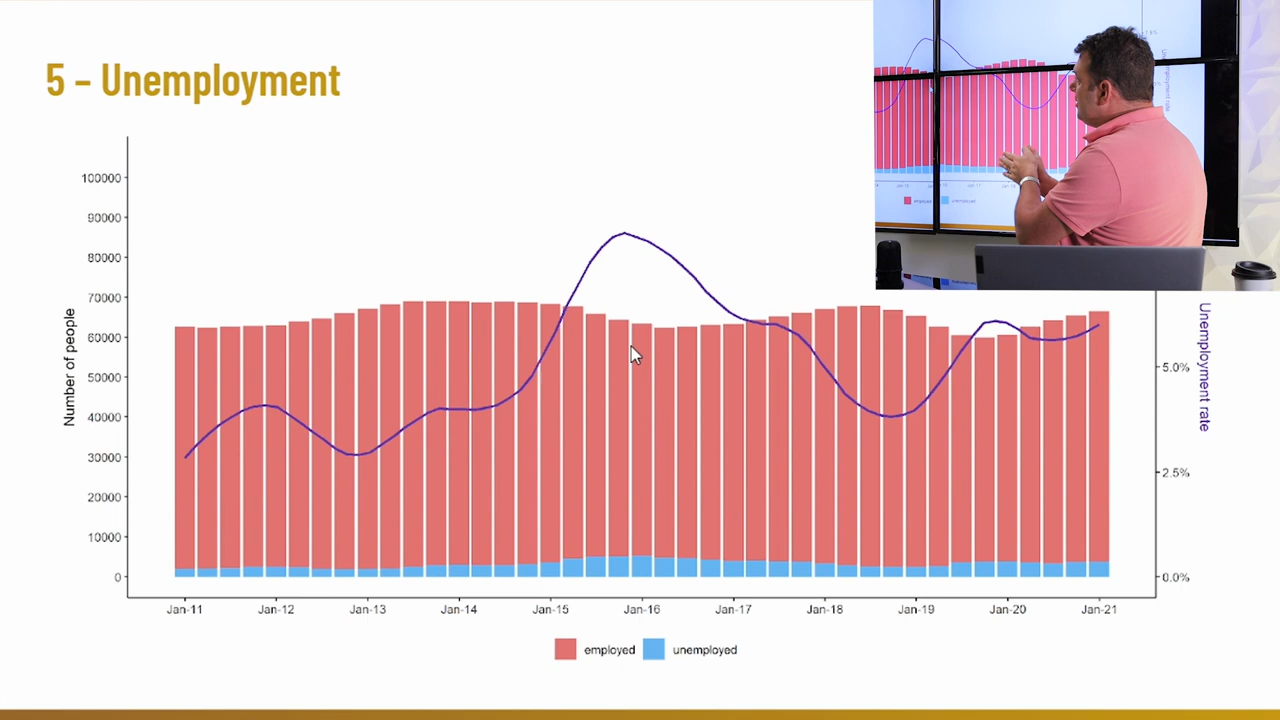 5 – Unemployment
100000
90000
80000
70000
60000
50000
40000
30000
20000
10000
0
Number of people
5.0%
2.5%
0.0%
Unemployment rate
Jan-11 Jan-12 Jan-13 Jan-14 Jan-15 Jan-16 Jan-17 Jan-18 Jan-19 Jan-20 Jan-21
employed unemployed